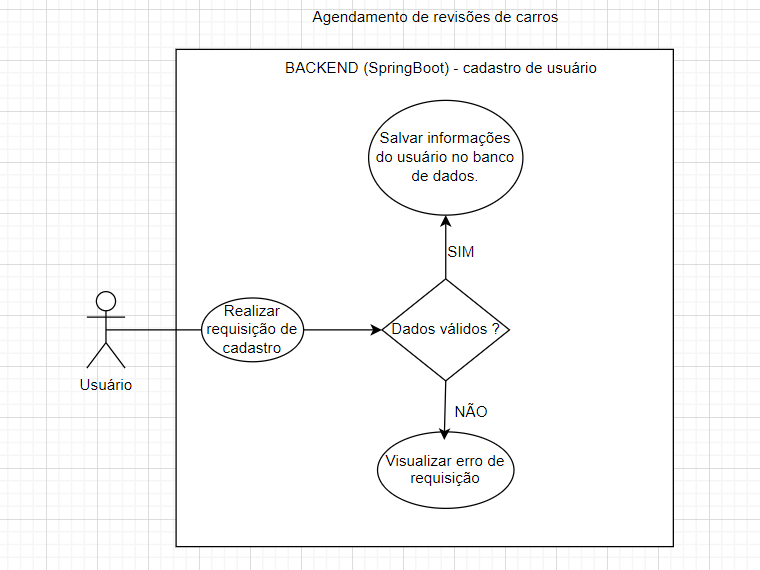 Agendamento de revisões de carros
BACKEND (SpringBoot) - cadastro de usuário
Salvar informações
do usuário no banco
de dados.
SIM
Realizar
requisição de
cadastro
Dados válidos ?
Usuário
NÃO
Visualizar erro de
requisição